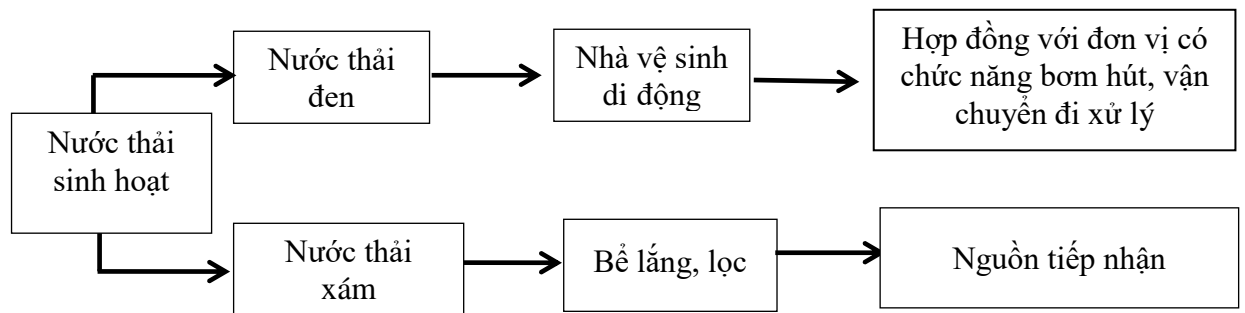 Nước thải
sinh hoạt
Nước thải
đen
Nhà vệ sinh
di động
Hợp đồng với đơn vị có
chức năng bơm hút, vận
chuyển đi xử lý
Nước thải
xám
Bể lắng, lọc
Nguồn tiếp nhận